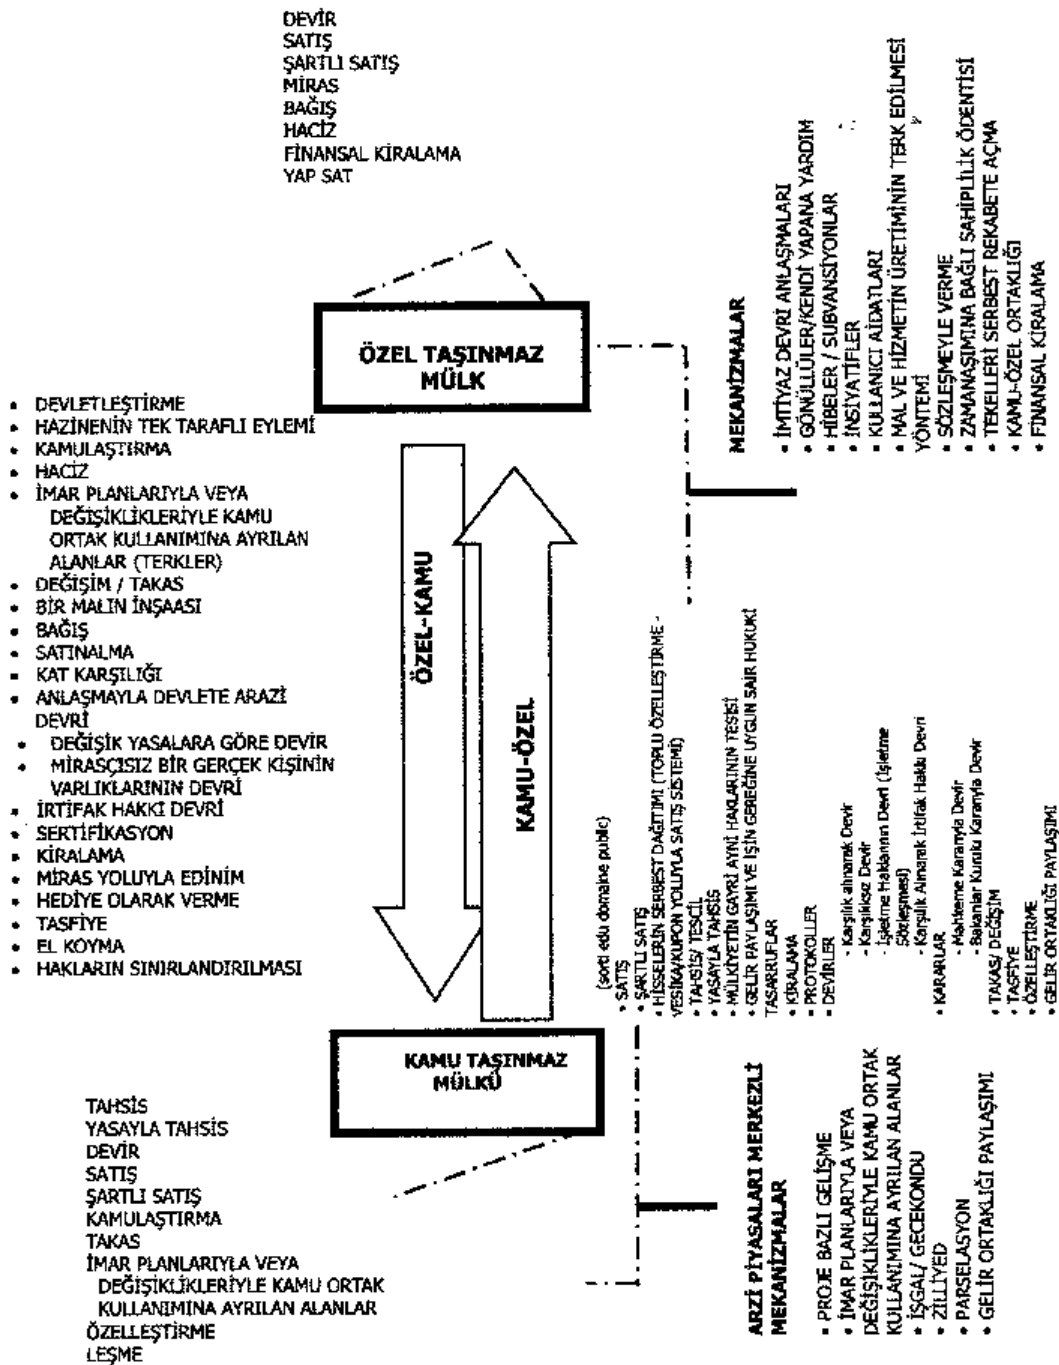 DEVİR
SATIŞ
ŞARTLI SATIŞ
MİRAS
BAĞIŞ
HACİZ
FİNANSAL KİRALAMA
YAP SAT
ÖZEL TAŞINMAZ
MÜLK
• DEVLETLEŞTİRME
• HAZİNENİN TEK TARAFLI EYLEMİ
• KAMULAŞTIRMA
• HACİZ
• İMAR PLANLARIYLA VEYA
DEĞİŞİKLİKLERİYLE KAMU
ORTAK KULLANIMINA AYRILAN
ALANLAR (TERKLER)
• DEĞİŞİM / TAKAS
• BİR MALIN İNŞAASI
• BAĞIŞ
• SATINALMA
• KAT KARŞILIĞI
• ANLAŞMAYLA DEVLETE ARAZİ
DEVRİ
• DEĞİŞİK YASALARA GÖRE DEVİR
• MİRASÇISIZ BİR GERÇEK KİŞİNİN
VARLIKLARININ DEVRİ
• İRTİFAK HAKKI DEVRİ
• SERTİFİKASYON
• KİRALAMA
• MİRAS YOLUYLA EDİNİM
• HEDİYE OLARAK VERME
• TASFİYE
• EL KOYMA
• HAKLARIN SINIRLANDIRILMASI
ÖZEL-KAMU
KAMU-ÖZEL
KAMU TAŞINMAZ
MÜLKÜ
TAHSİS
YASAYLA TAHSİS
DEVİR
SATIŞ
ŞARTLI SATIŞ
KAMULAŞTIRMA
TAKAS
İMAR PLANLARIYLA VEYA
DEĞİŞİKLİKLERİYLE KAMU ORTAK
KULLANIMINA AYRILAN ALANLAR
ÖZELLEŞTİRME
LEŞME
MEKANİZMALAR
• İMTİYAZ DEVRİ ANLAŞMALARI
• GÖNÜLLÜLER/KENDİ YAPANA YARDIM
• HİBELER / SUBVANSİYONLAR
• İNSİYATİFLER
• KULLANICI AİDATLARI
• MAL VE HİZMETİN ÜRETİMİNİN TERK EDİLMESİ
YÖNTEMİ
• SÖZLEŞMEYLE VERME
• ZAMANAŞIMINA BAĞLI SAHİPLİLİK ÖDENTİSİ
• TEKELLERİ SERBEST REKABETE AÇMA
• KAMU-ÖZEL ORTAKLIĞI
• FİNANSAL KİRALAMA
(sorti edu domaine public)
• SATIŞ
• ŞARTLI SATIŞ
• HİSSELERİN SERBEST DAĞITIMI (TOPLU ÖZELLEŞTİRME -
VESİKA/KUPON YOLUYLA SATIŞ SİSTEMİ)
• TAHSİS/ TESCİL
• YASAYLA TAHSİS
• MÜLKİYETİN GAYRİ AYNİ HAKLARININ TESİSİ
• GELİR PAYLAŞIMI VE İŞİN GEREĞİNE UYGUN SAİR HUKUKİ
TASARRUFLAR
• KİRALAMA
• PROTOKOLLER
• DEVİRLER
- Karşılık alınarak Devir
- Karşılıksız Devir
- İşletme Haklarının Devri (İşletme
Sözleşmesi)
- Karşılık Alınarak İrtifak Hakkı Devri
• KARARLAR
- Mahkeme Kararıyla Devir
- Bakanlar Kurulu Kararıyla Devir
• TAKAS/ DEĞİŞİM
• TASFİYE
• ÖZELLEŞTİRME
• GELİR ORTAKLIĞI PAYLAŞIMI
ARZİ PİYASALARI MERKEZLİ
MEKANİZMALAR
• PROJE BAZLI GELİŞME
• İMAR PLANLARIYLA VEYA
DEĞİŞİKLİKLERİYLE KAMU ORTAK
KULLANIMINA AYRILAN ALANLAR
• İŞGAL/ GECEKONDU
• ZİLLİYED
• PARSELASYON
• GELİR ORTAKLIĞI PAYLAŞIMI